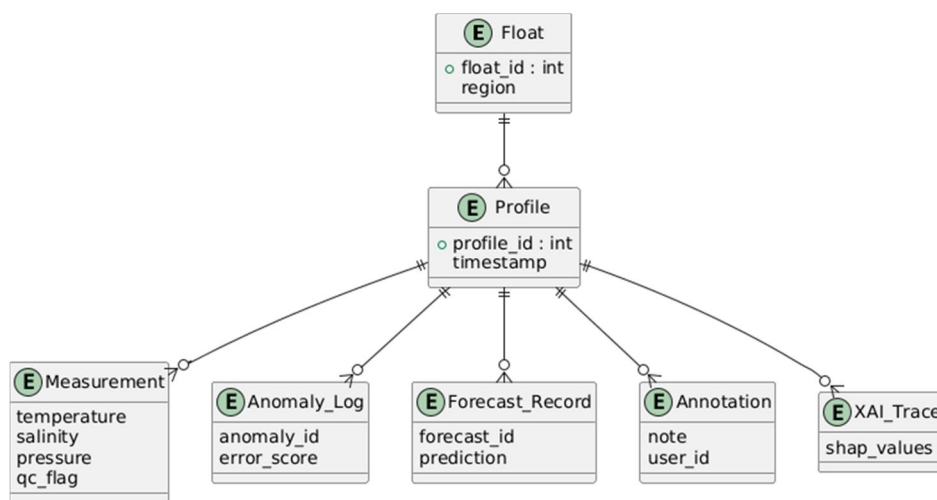 E Float
float_id : int
region
E Profile
profile_id : int
timestamp
E Measurement
temperature
salinity
pressure
qc_flag
E Anomaly_Log
anomaly_id
error_score
E Forecast_Record
forecast_id
prediction
E Annotation
note
user_id
E XAI_Trace
shap_values